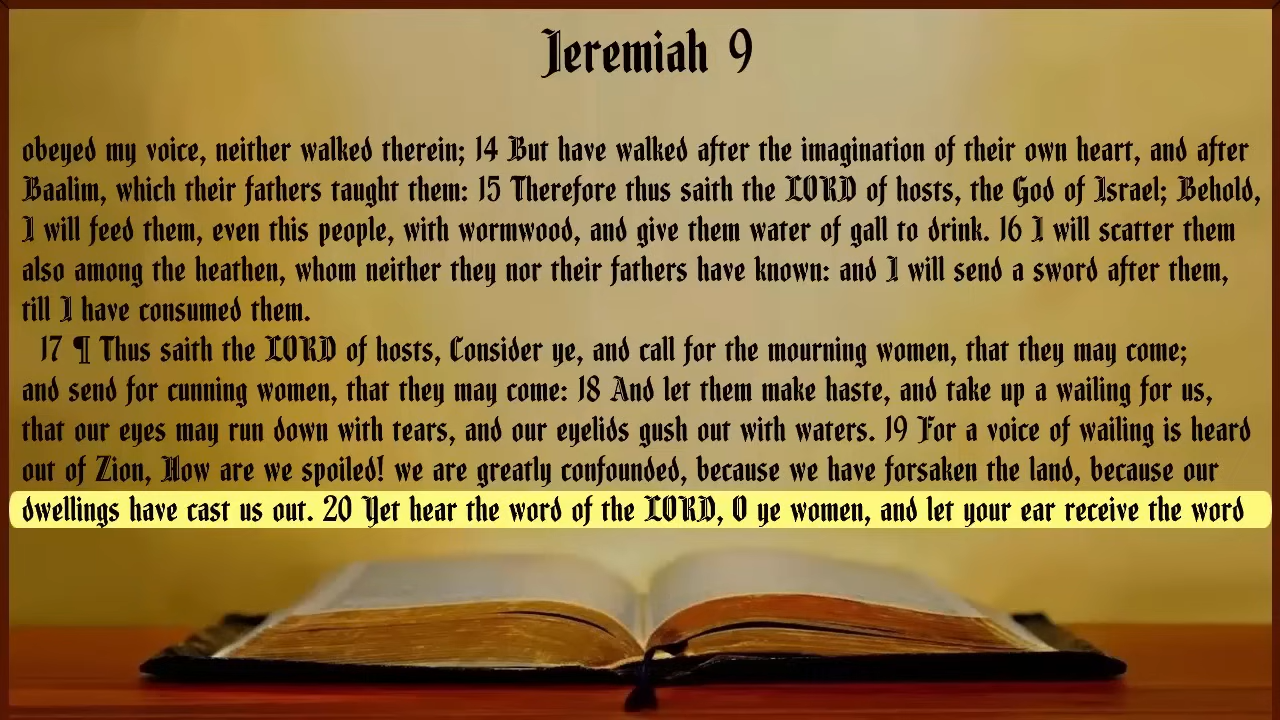 Jeremiah 9
obeyed my voice, neither walked therein; 14 But have walked after the imagination of their own heart, and after
Baalim, which their fathers taught them: 15 Therefore thus saith the LORD of hosts, the God of Israel; Behold,
I will feed them, even this people, with wormwood, and give them water of gall to drink. 16 I will scatter them
also among the heathen, whom neither they nor their fathers have known: and I will send a sword after them,
till I have consumed them.
17 ¶ Thus saith the LORD of hosts, Consider ye, and call for the mourning women, that they may come;
and send for cunning women, that they may come: 18 And let them make haste, and take up a wailing for us,
that our eyes may run down with tears, and our eyelids gush out with waters. 19 For a voice of wailing is heard
out of Zion, How are we spoiled! we are greatly confounded, because we have forsaken the land, because our
dwellings have cast us out. 20 Yet hear the word of the LORD, O ye women, and let your ear receive the word